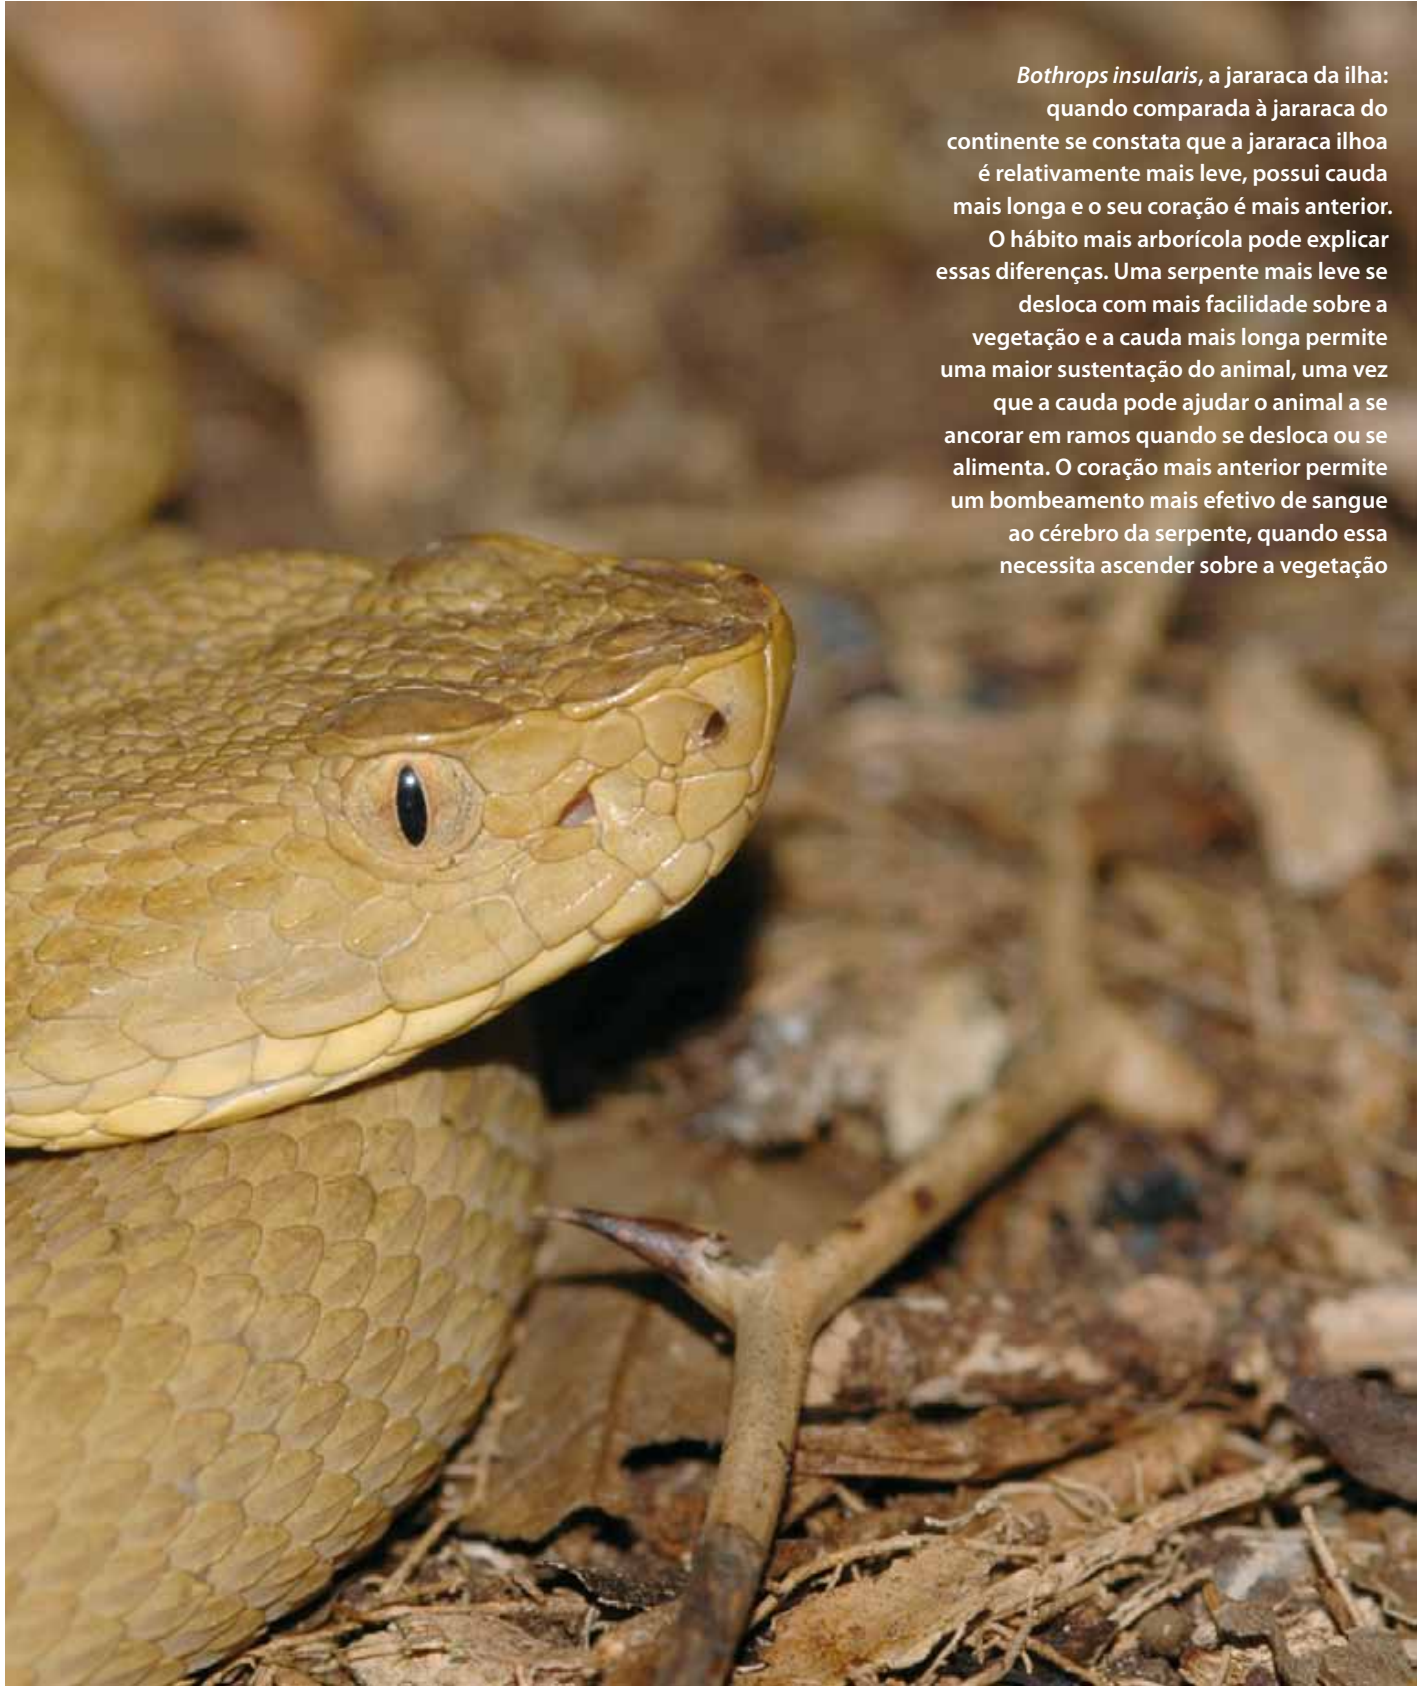 Bothrops insularis, a jararaca da ilha:
quando comparada à jararaca do
continente se constata que a jararaca ilhoa
é relativamente mais leve, possui cauda
mais longa e o seu coração é mais anterior.
O hábito mais arborícola pode explicar
essas diferenças. Uma serpente mais leve se
desloca com mais facilidade sobre a
vegetação e a cauda mais longa permite
uma maior sustentação do animal, uma vez
que a cauda pode ajudar o animal a se
ancorar em ramos quando se desloca ou se
alimenta. O coração mais anterior permite
um bombeamento mais efetivo de sangue
ao cérebro da serpente, quando essa
necessita ascender sobre a vegetação